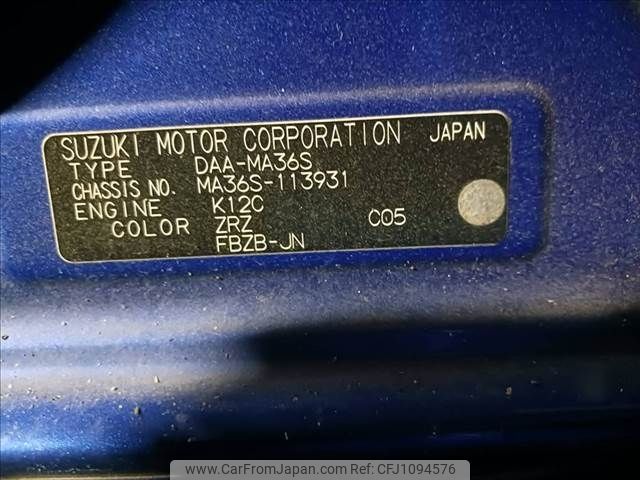 SUZUKI MOTOR CORPORATION JAPAN
TYPE DAA-MA36S
CHASSIS NO. MA36S-113931
ENGINE K12C
COLOR ZRZ C05
FBZB-JN
www.CarFromJapan.com - CFJ1094576